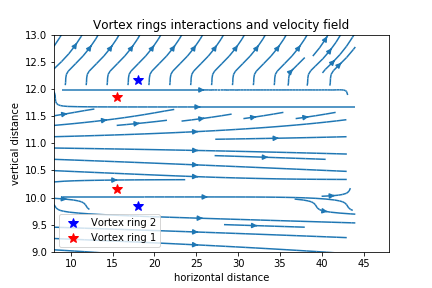 Vortex rings interactions and velocity field
13.0
12.5
12.0
11.5
11.0
10.5
10.0
9.5
9.0
vertical distance
Vortex ring 2
Vortex ring 1
10 15 20 25 30 35 40 45
horizontal distance